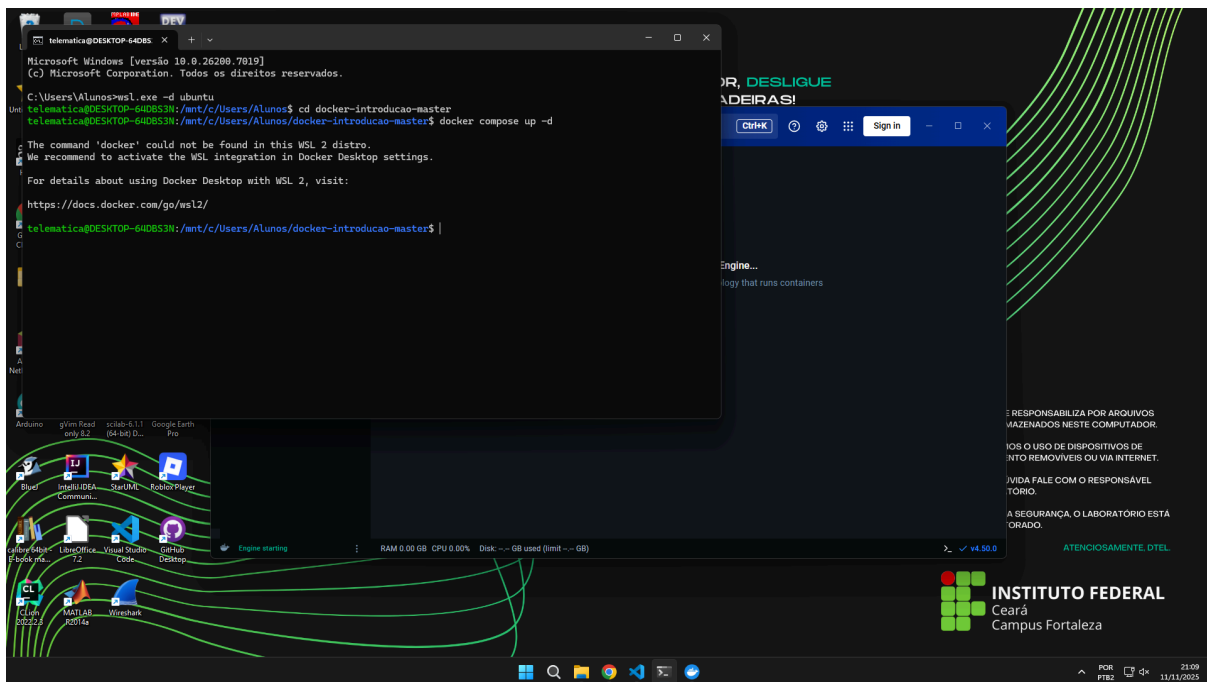 DEV
telematica@DESKTOP-64DBS
Microsoft Windows [versão 10.0.26200.7019]
(c) Microsoft Corporation. Todos os direitos reservados.
C:\Users\Alunos>wsl.exe -d ubuntu
telematica@DESKTOP-64DBS3N:/mnt/c/Users/Alunos$ cd docker-introducao-master
telematica@DESKTOP-64DBS3N:/mnt/c/Users/Alunos/docker-introducao-master$ docker compose up -d
The command 'docker' could not be found in this WSL 2 distro.
We recommend to activate the WSL integration in Docker Desktop settings.
For details about using Docker Desktop with WSL 2, visit:
https://docs.docker.com/go/wsl2/
telematica@DESKTOP-64DBS3N:/mnt/c/Users/Alunos/docker-introducao-master$
OR, DESLIGUE
ADEIRAS!
Ctrl+K
Sign in
Engine...
logy that runs containers
Engine starting
RAM 0.00 GB CPU 0.00% Disk: --.-- GB used (limit --.-- GB)
v4.50.0
Arduino
gVim Read only 8.2
scilab-6.1.1 (64-bit) D...
Google Earth Pro
BlueJ
IntelliJ IDEA Communi...
StarUML
Roblox Player
calibre 64bit - E-book ma...
LibreOffice 7.2
Visual Studio Code
GitHub Desktop
CLion 2022.2.3
MATLAB R2014a
Wireshark
E RESPONSABILIZA POR ARQUIVOS
MAZENADOS NESTE COMPUTADOR.
OS O USO DE DISPOSITIVOS DE
NTO REMOVÍVEIS OU VIA INTERNET.
ÚVIDA FALE COM O RESPONSÁVEL
TÓRIO.
A SEGURANÇA, O LABORATÓRIO ESTÁ
ORADO.
ATENCIOSAMENTE, DTEL.
INSTITUTO FEDERAL
Ceará
Campus Fortaleza
POR
PTB2
21:09
11/11/2025